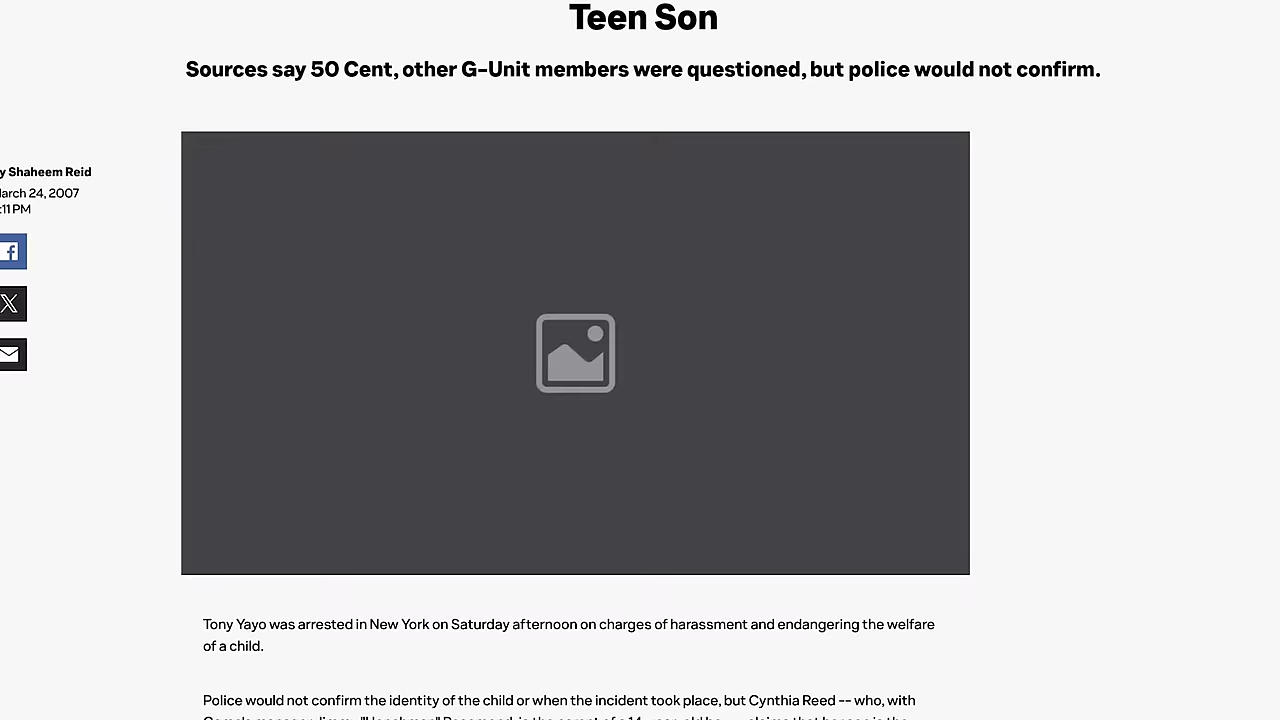 Teen Son
Sources say 50 Cent, other G-Unit members were questioned, but police would not confirm.
y Shaheem Reid
arch 24, 2007
:11 PM
Tony Yayo was arrested in New York on Saturday afternoon on charges of harassment and endangering the welfare
of a child.
Police would not confirm the identity of the child or when the incident took place, but Cynthia Reed -- who, with